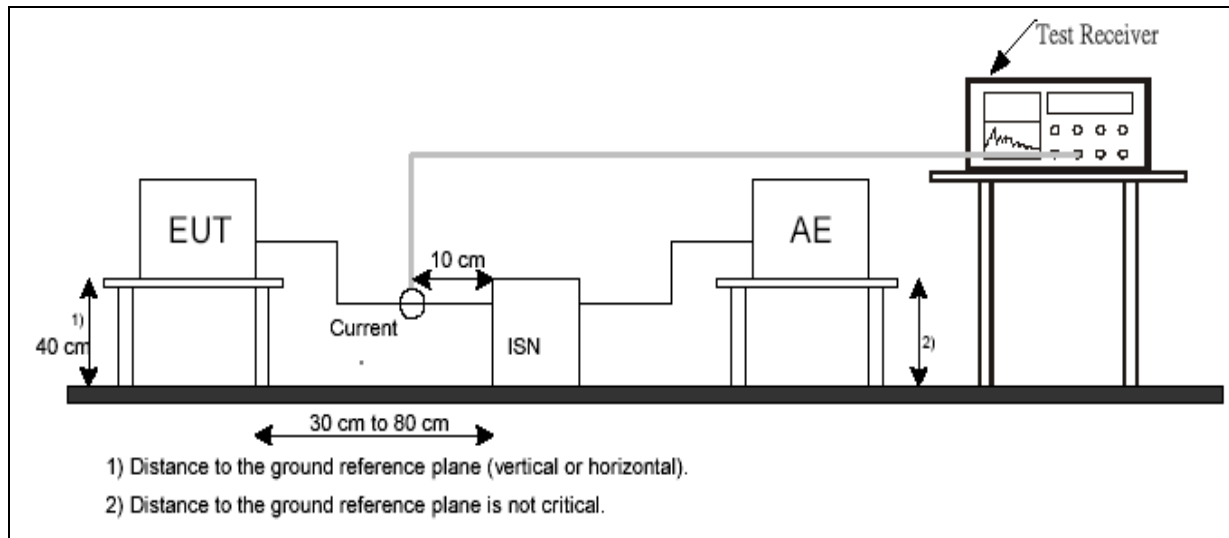 Test Receiver
EUT
AE
10 cm
1)
40 cm
Current
ISN
2)
30 cm to 80 cm
1) Distance to the ground reference plane (vertical or horizontal).
2) Distance to the ground reference plane is not critical.